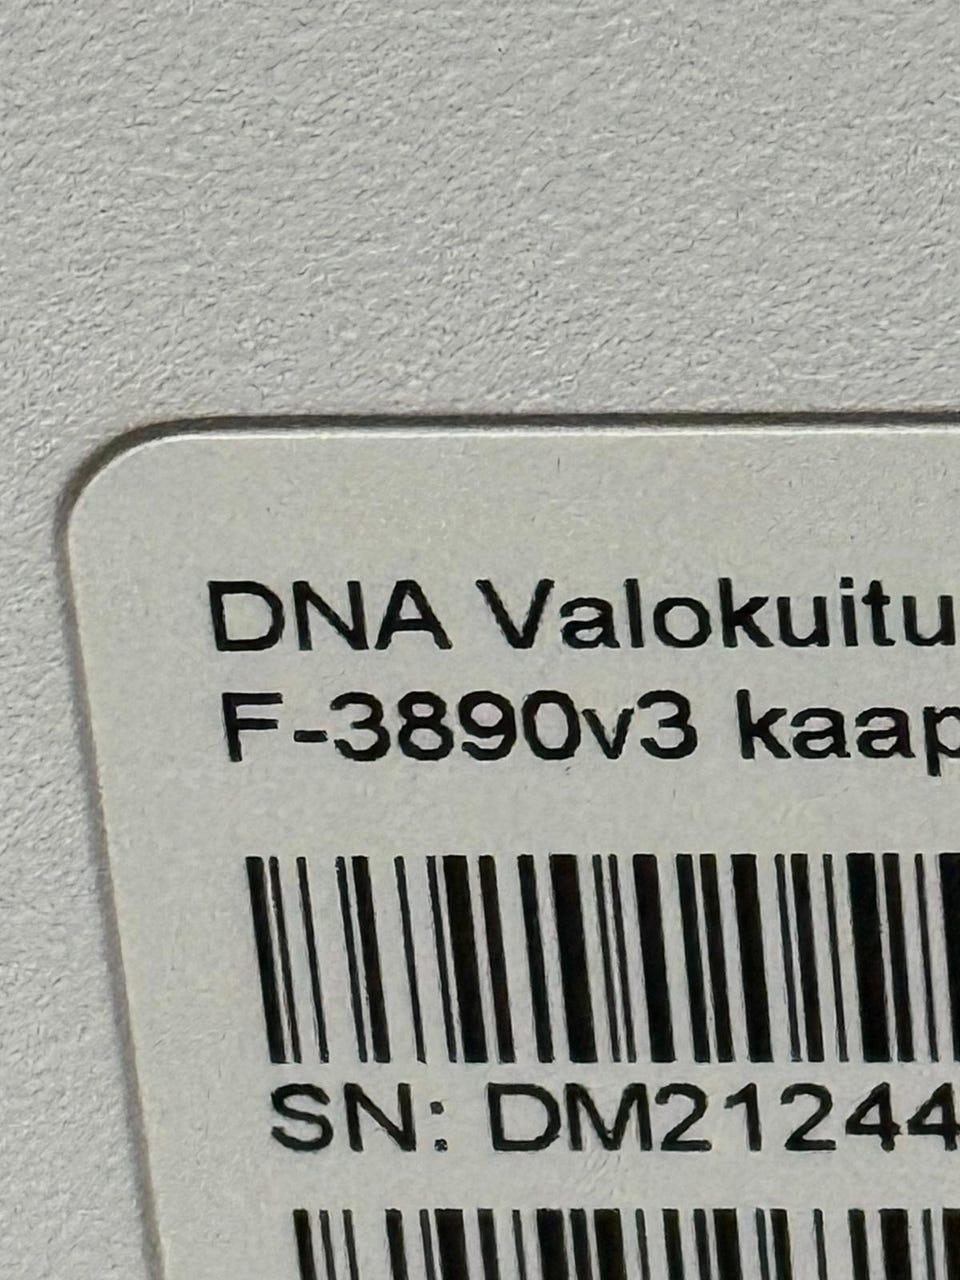 DNA Valokuitu
F-3890v3 kaap
SN: DM21244